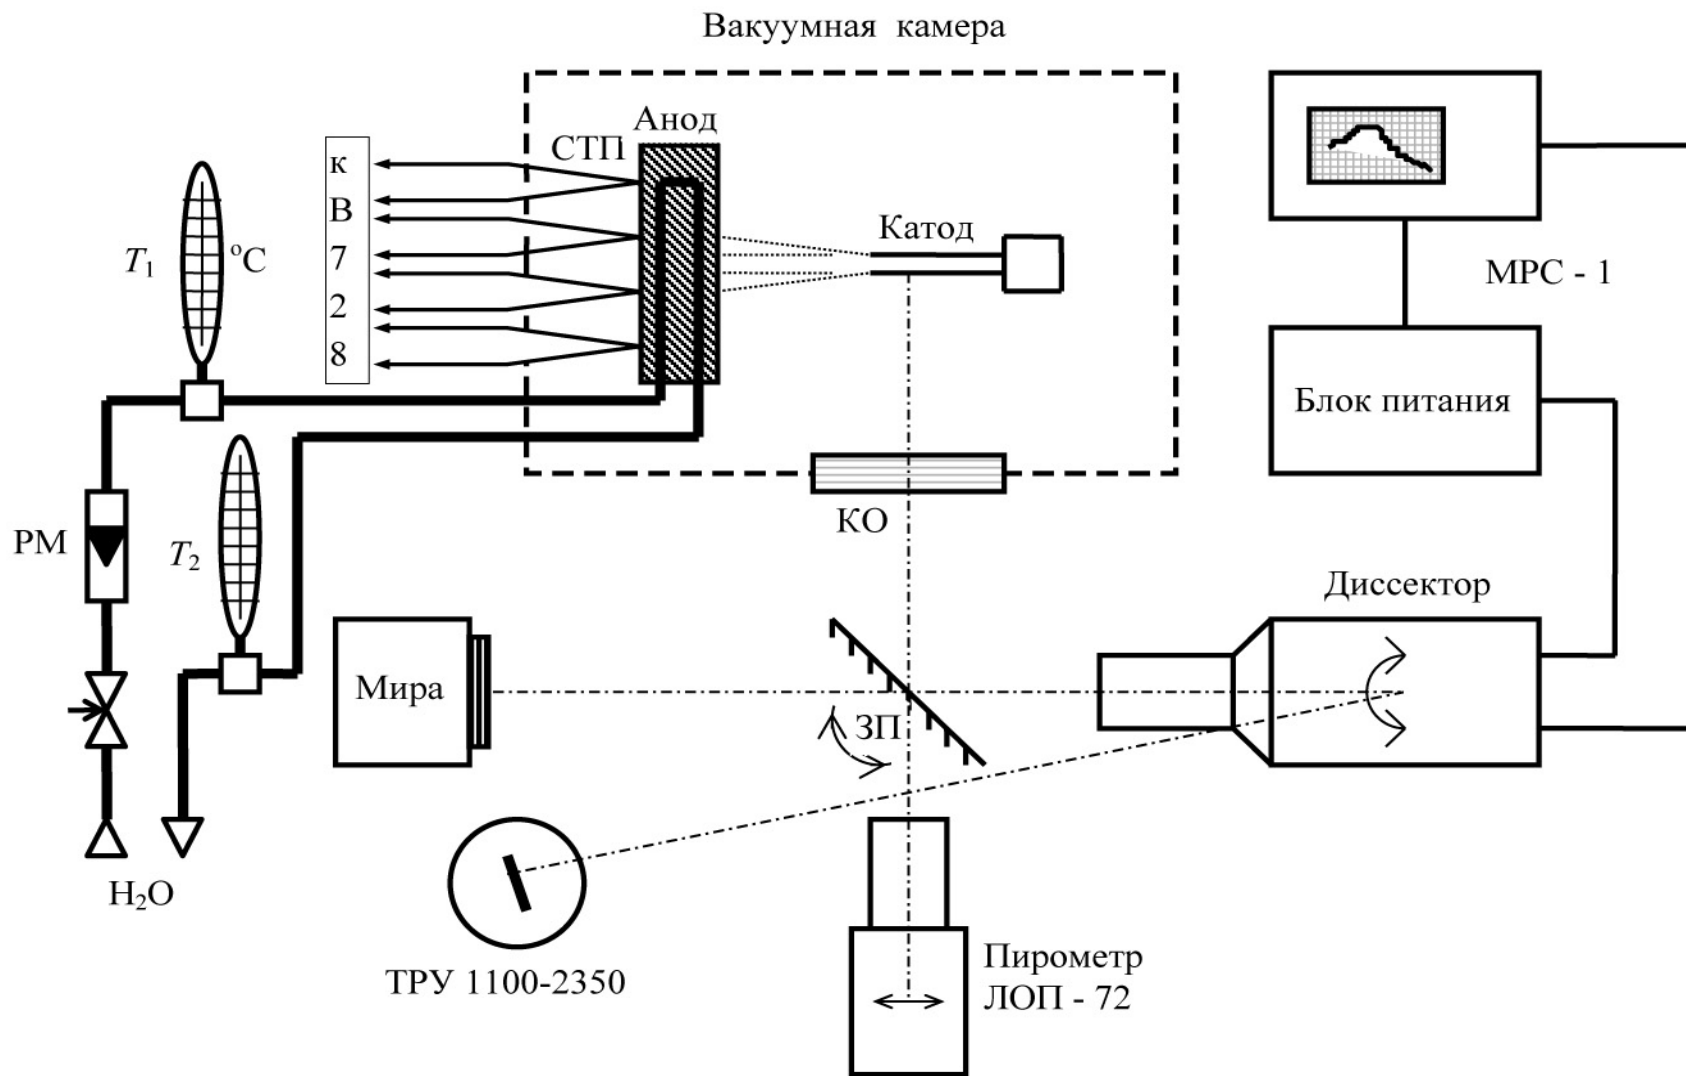 Вакуумная камера
Анод
СТП
к
В
7
2
8
T1
°С
Катод
МРС - 1
Блок питания
КО
РМ
T2
Диссектор
Мира
ЗП
H2O
ТРУ 1100-2350
Пирометр
ЛОП - 72